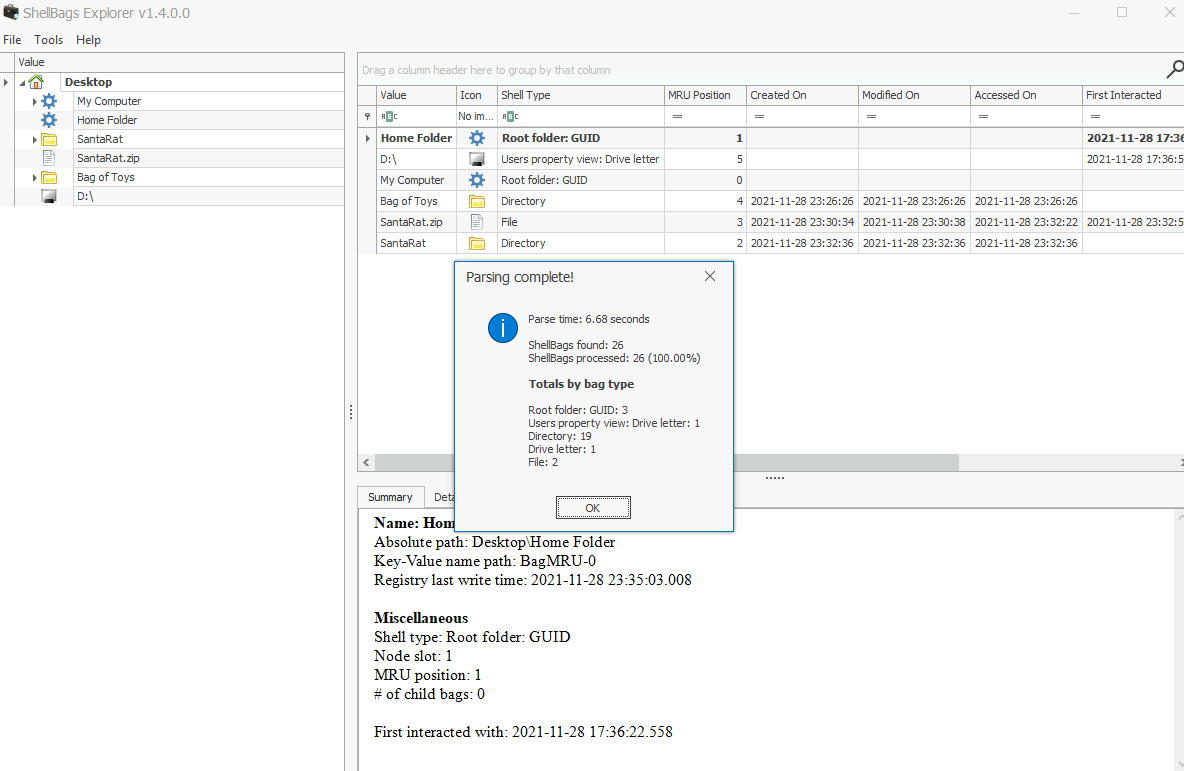 ShellBags Explorer v1.4.0.0
File Tools Help
Value
Desktop
My Computer
Home Folder
SantaRat
SantaRat.zip
Bag of Toys
D:\
Drag a column header here to group by that column
Value Icon Shell Type MRU Position Created On Modified On Accessed On First Interacted
No im... = = = = =
Home Folder Root folder: GUID 1 2021-11-28 17:36
D:\ Users property view: Drive letter 5 2021-11-28 17:36:5
My Computer Root folder: GUID 0
Bag of Toys Directory 4 2021-11-28 23:26:26 2021-11-28 23:26:26 2021-11-28 23:26:26
SantaRat.zip File 3 2021-11-28 23:30:34 2021-11-28 23:30:38 2021-11-28 23:32:22 2021-11-28 23:32:5
SantaRat Directory 2 2021-11-28 23:32:36 2021-11-28 23:32:36 2021-11-28 23:32:36
Parsing complete!
Parse time: 6.68 seconds
ShellBags found: 26
ShellBags processed: 26 (100.00%)
Totals by bag type
Root folder: GUID: 3
Users property view: Drive letter: 1
Directory: 19
Drive letter: 1
File: 2
OK
Summary Deta
Name: Hom
Absolute path: Desktop\Home Folder
Key-Value name path: BagMRU-0
Registry last write time: 2021-11-28 23:35:03.008
Miscellaneous
Shell type: Root folder: GUID
Node slot: 1
MRU position: 1
# of child bags: 0
First interacted with: 2021-11-28 17:36:22.558